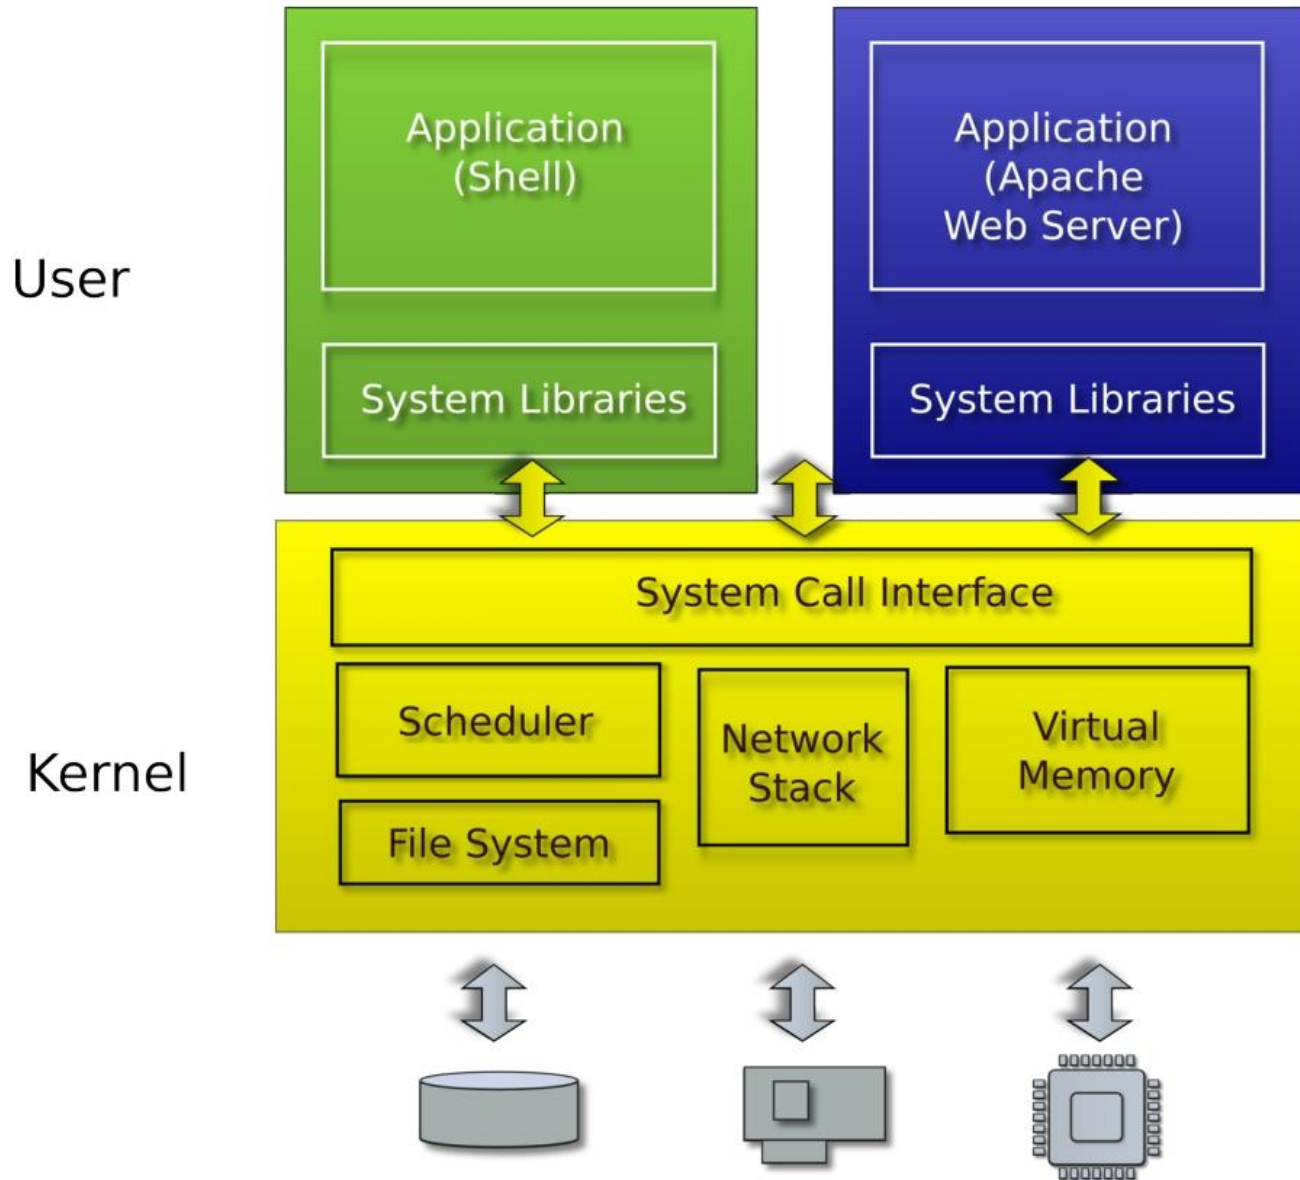 Application
(Shell)
Application
(Apache
Web Server)
User
System Libraries
System Libraries
System Call Interface
Scheduler
Network
Stack
Virtual
Memory
Kernel
File System